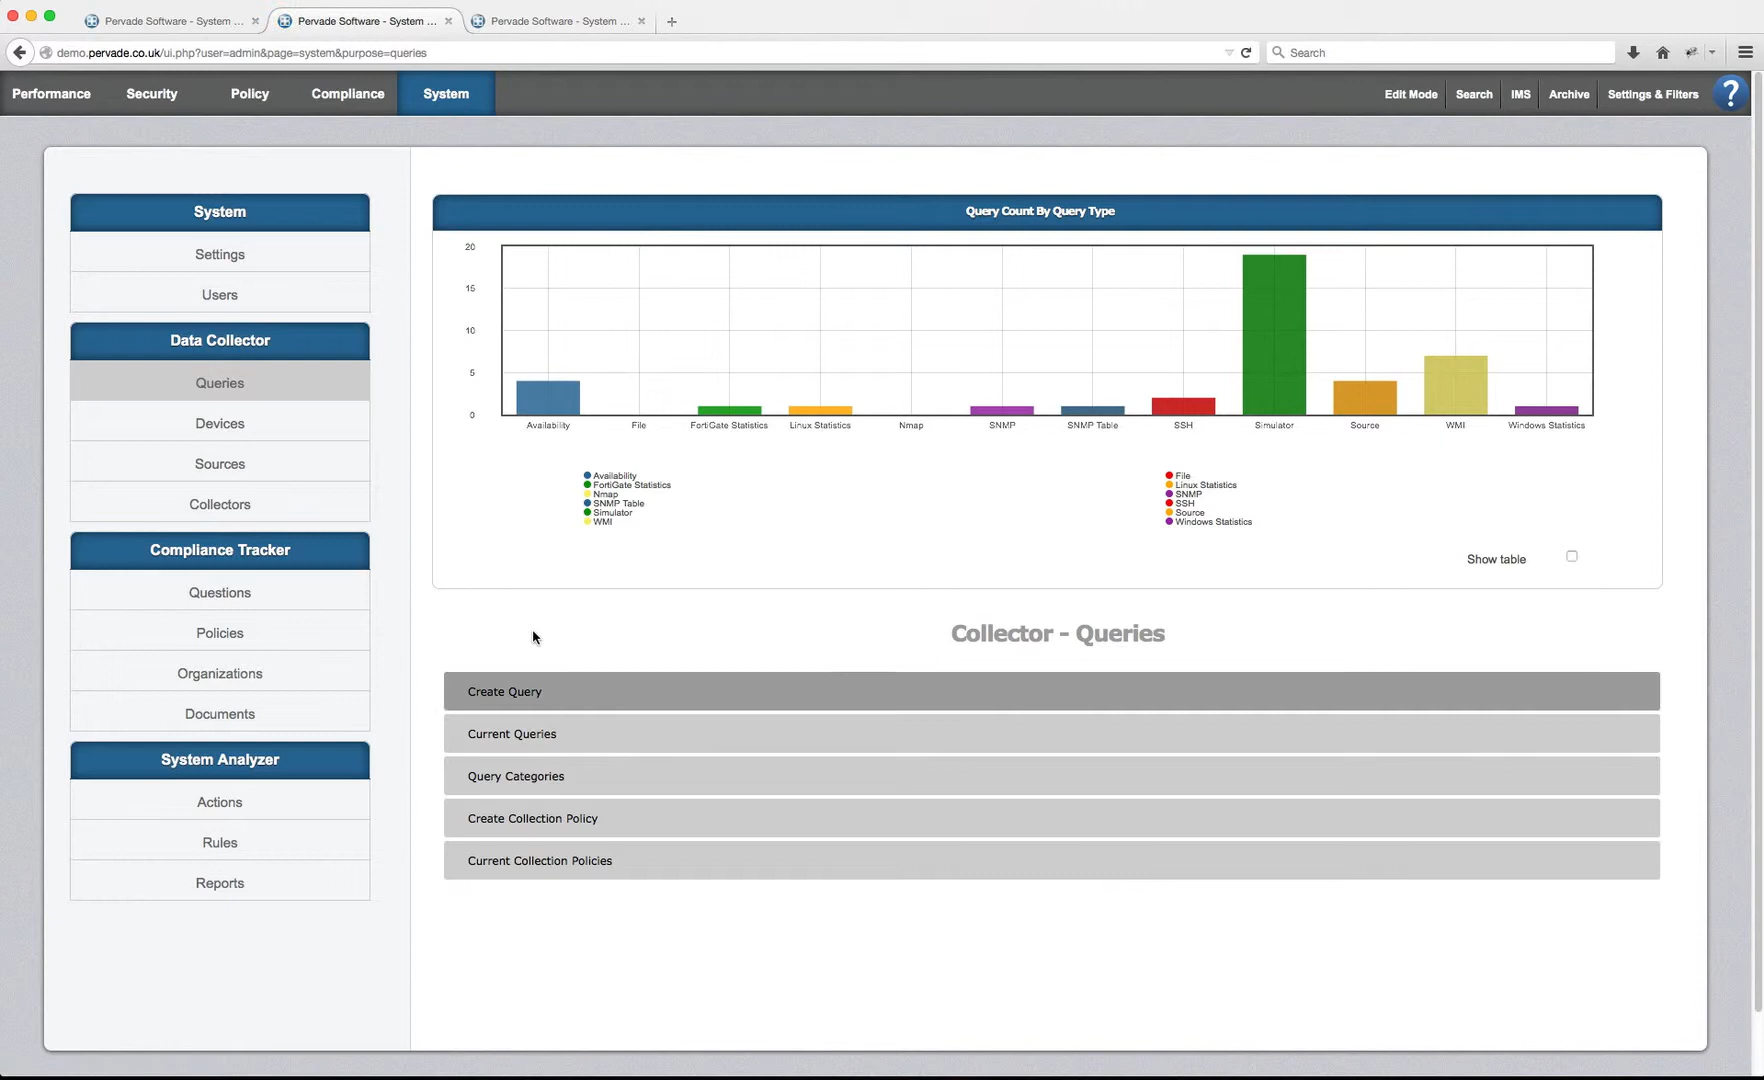 Pervade Software - System ...
Pervade Software - System ...
Pervade Software - System ...
demo.pervade.co.uk/ui.php?user=admin&page=system&purpose=queries
Search
Performance
Security
Policy
Compliance
System
Edit Mode
Search
IMS
Archive
Settings & Filters
?
System
Settings
Users
Data Collector
Queries
Devices
Sources
Collectors
Compliance Tracker
Questions
Policies
Organizations
Documents
System Analyzer
Actions
Rules
Reports
Query Count By Query Type
20
15
10
5
0
Availability
File
FortiGate Statistics
Linux Statistics
Nmap
SNMP
SNMP Table
SSH
Simulator
Source
WMI
Windows Statistics
Availability
FortiGate Statistics
Nmap
SNMP Table
Simulator
WMI
File
Linux Statistics
SNMP
SSH
Source
Windows Statistics
Show table
Collector - Queries
Create Query
Current Queries
Query Categories
Create Collection Policy
Current Collection Policies